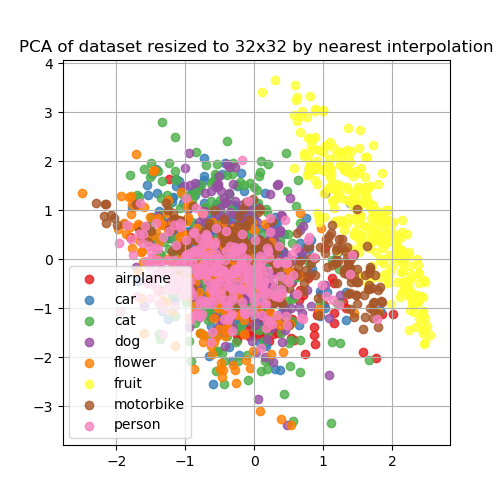 PCA of dataset resized to 32x32 by nearest interpolation
4
3
2
1
0
−1
−2
−3
airplane
car
cat
dog
flower
fruit
motorbike
person
−2 −1 0 1 2